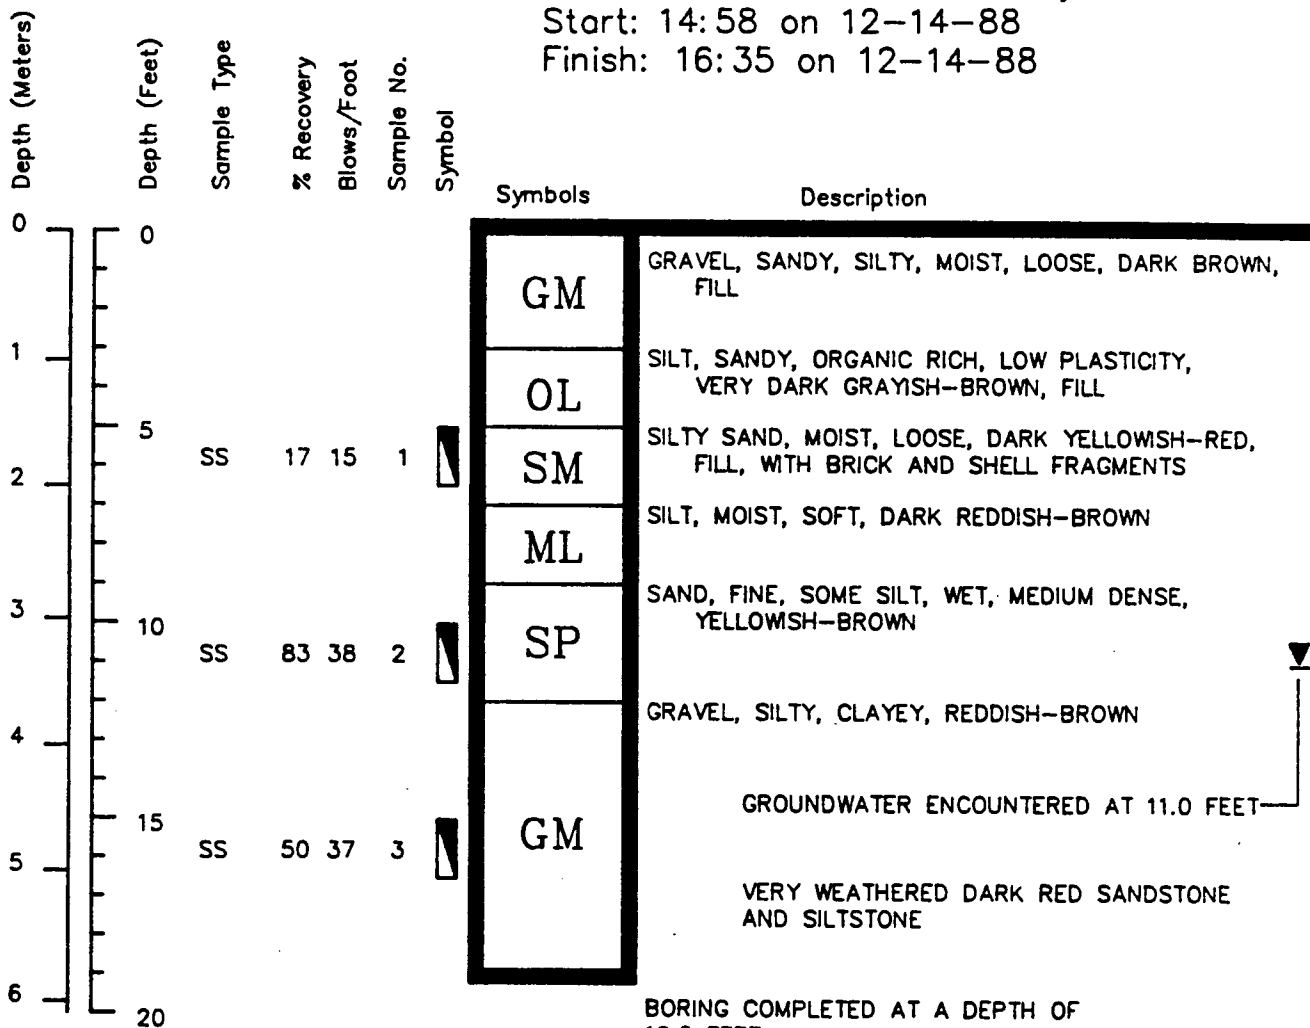 Start: 14:58 on 12-14-88
Finish: 16:35 on 12-14-88
Depth (Meters)
Depth (Feet)
Sample Type
% Recovery
Blows/Foot
Sample No.
Symbol
Symbols
Description
0
0
GM
GRAVEL, SANDY, SILTY, MOIST, LOOSE, DARK BROWN,
FILL
1
OL
SILT, SANDY, ORGANIC RICH, LOW PLASTICITY,
VERY DARK GRAYISH-BROWN, FILL
5
SS 17 15 1
2
SM
SILTY SAND, MOIST, LOOSE, DARK YELLOWISH-RED,
FILL, WITH BRICK AND SHELL FRAGMENTS
ML
SILT, MOIST, SOFT, DARK REDDISH-BROWN
3
10
SS 83 38 2
SP
SAND, FINE, SOME SILT, WET, MEDIUM DENSE,
YELLOWISH-BROWN
4
GRAVEL, SILTY, CLAYEY, REDDISH-BROWN
GROUNDWATER ENCOUNTERED AT 11.0 FEET
15
SS 50 37 3
5
GM
VERY WEATHERED DARK RED SANDSTONE
AND SILTSTONE
6
20
BORING COMPLETED AT A DEPTH OF